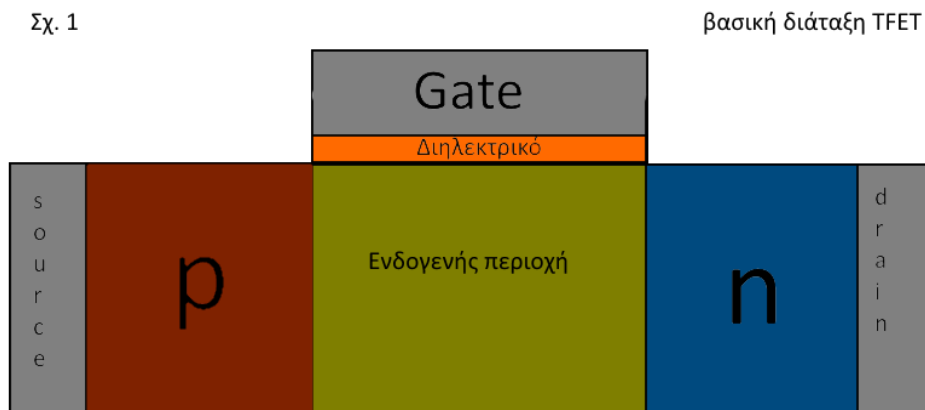 Σχ. 1
βασική διάταξη TFET
Gate
Διηλεκτρικό
source
p
Ενδογενής περιοχή
n
drain